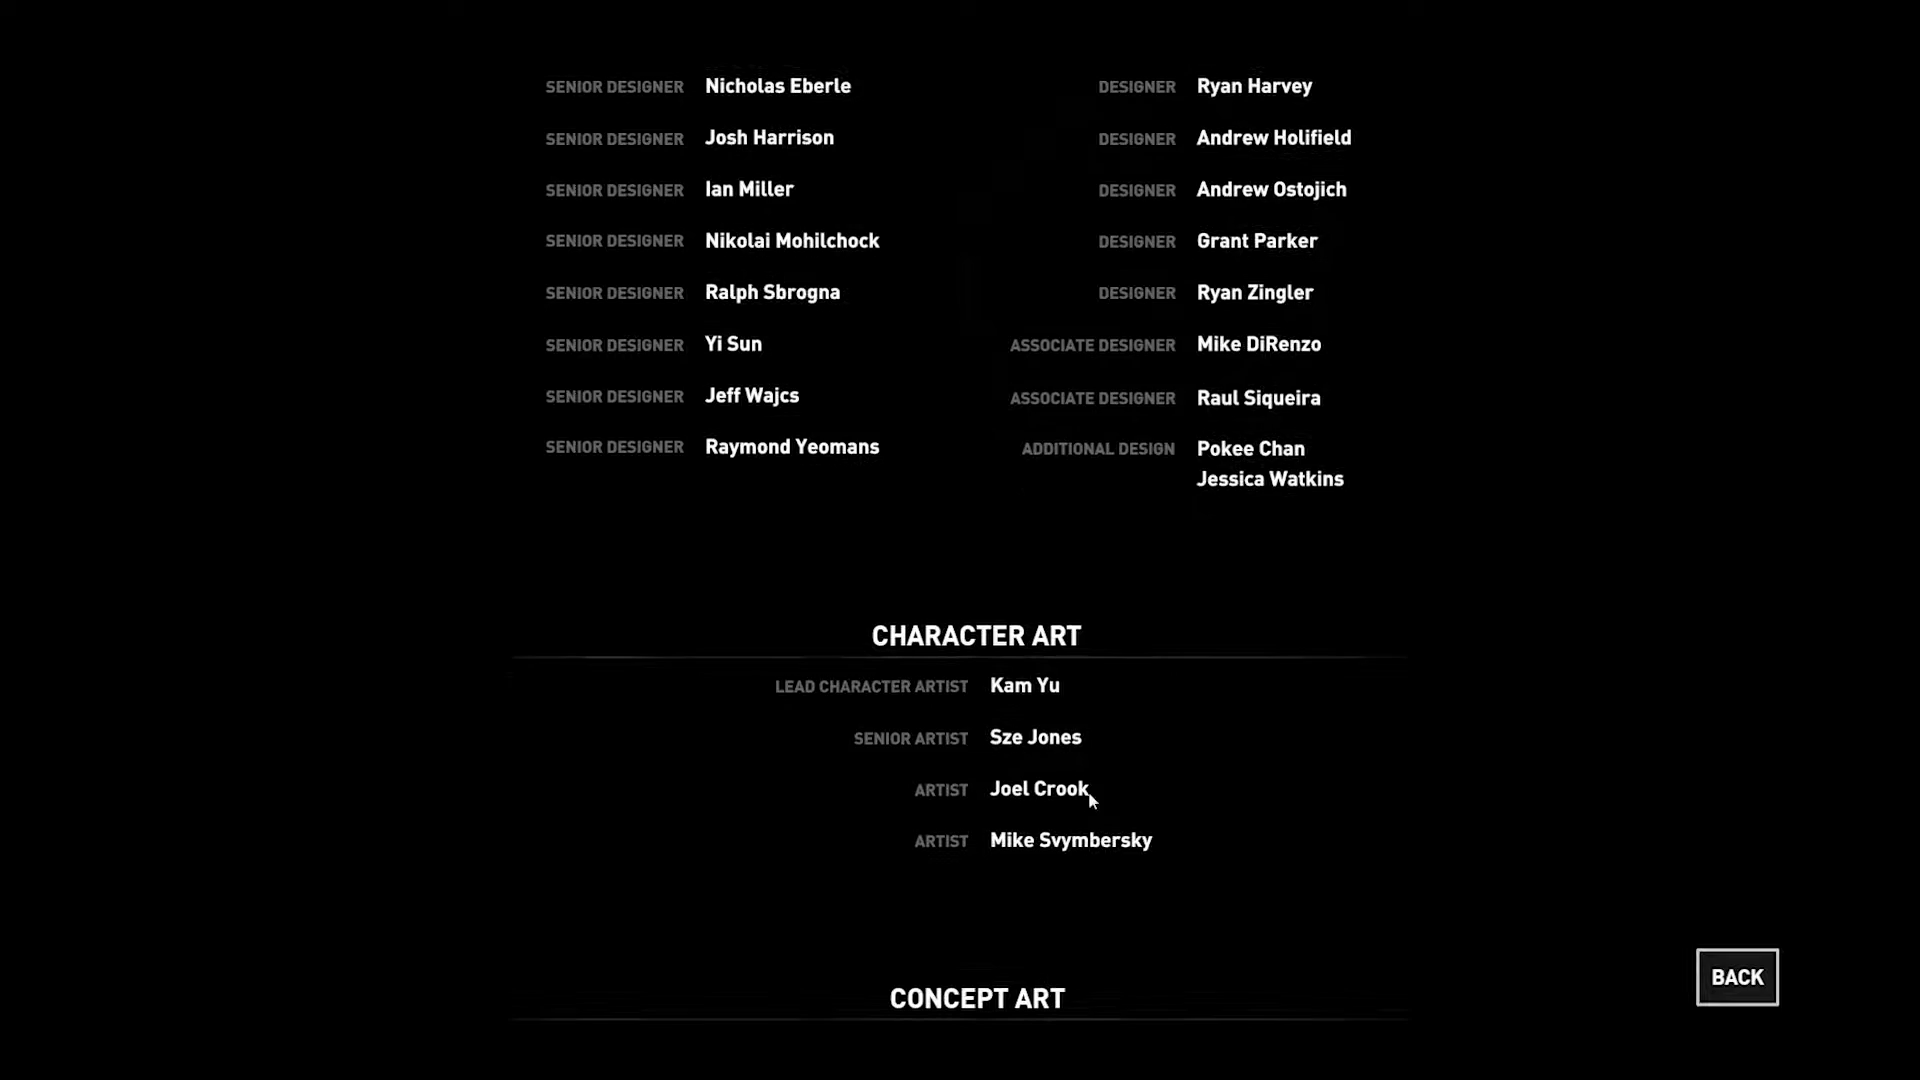 SENIOR DESIGNER Nicholas Eberle
SENIOR DESIGNER Josh Harrison
SENIOR DESIGNER Ian Miller
SENIOR DESIGNER Nikolai Mohilchock
SENIOR DESIGNER Ralph Sbrogna
SENIOR DESIGNER Yi Sun
SENIOR DESIGNER Jeff Wajcs
SENIOR DESIGNER Raymond Yeomans
DESIGNER Ryan Harvey
DESIGNER Andrew Holifield
DESIGNER Andrew Ostojich
DESIGNER Grant Parker
DESIGNER Ryan Zingler
ASSOCIATE DESIGNER Mike DiRenzo
ASSOCIATE DESIGNER Raul Siqueira
ADDITIONAL DESIGN Pokee Chan
Jessica Watkins
CHARACTER ART
LEAD CHARACTER ARTIST Kam Yu
SENIOR ARTIST Sze Jones
ARTIST Joel Crook
ARTIST Mike Svymbersky
CONCEPT ART
BACK